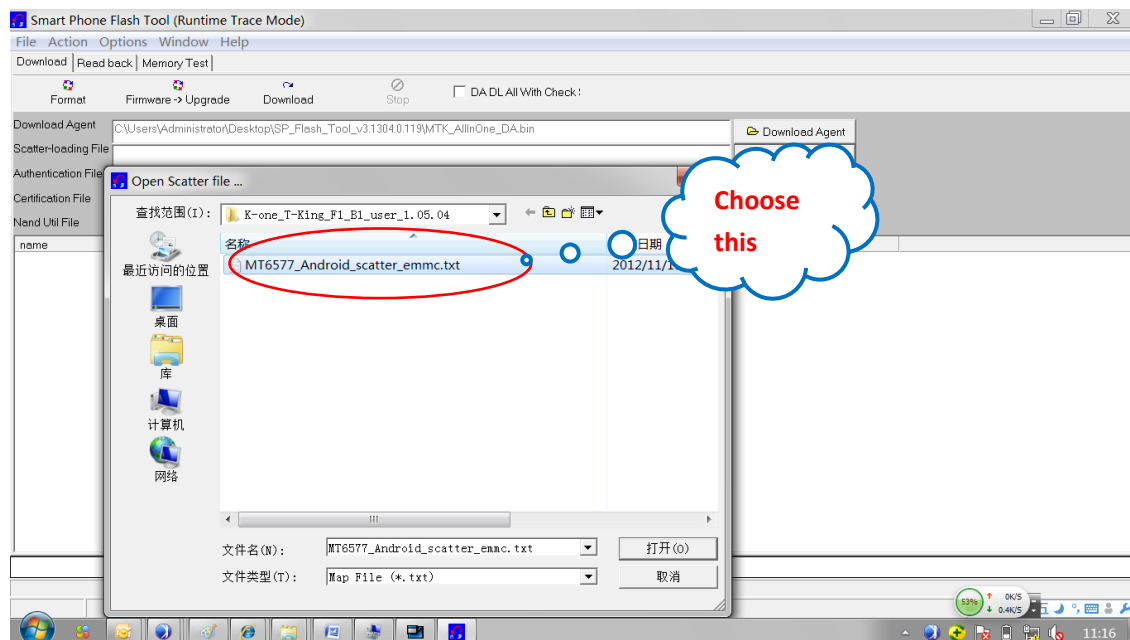 Smart Phone Flash Tool (Runtime Trace Mode)
File Action Options Window Help
Download Read back Memory Test
Format Firmware -> Upgrade Download Stop DA DL All With Check
Download Agent C:\Users\Administrator\Desktop\SP_Flash_Tool_v3.1304.0.119\MTK_AllInOne_DA.bin Download Agent
Scatter-loading File
Authentication File
Certification File
Nand Util File
name
Open Scatter file ...
查找范围(I): K-one_T-King_F1_B1_user_1.05.04
名称 日期
MT6577_Android_scatter_emmc.txt 2012/11/1
最近访问的位置
桌面
库
计算机
网络
文件名(N): MT6577_Android_scatter_emmc.txt 打开(O)
文件类型(T): Map File (*.txt) 取消
Choose
this
53% 0K/S
0.4K/S
五
11:16